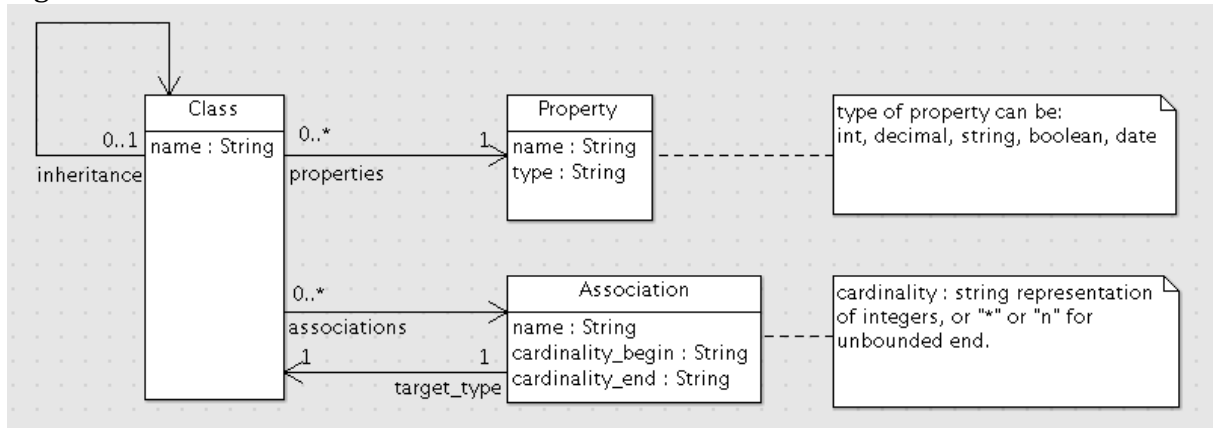 Class
name : String
0..1
inheritance
0..*
1
properties
Property
name : String
type : String
type of property can be:
int, decimal, string, boolean, date
0..*
associations
1
1
target_type
Association
name : String
cardinality_begin : String
cardinality_end : String
cardinality : string representation
of integers, or "*" or "n" for
unbounded end.